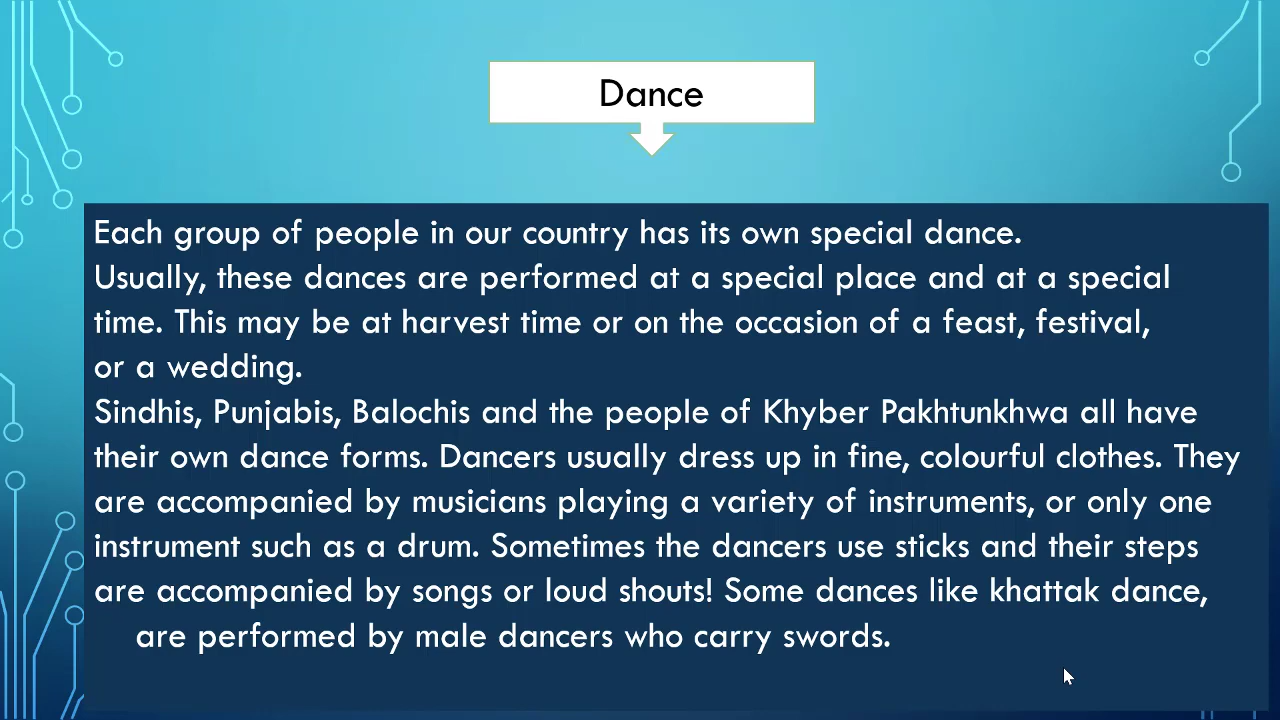 Dance
Each group of people in our country has its own special dance.
Usually, these dances are performed at a special place and at a special
time. This may be at harvest time or on the occasion of a feast, festival,
or a wedding.
Sindhis, Punjabis, Balochis and the people of Khyber Pakhtunkhwa all have
their own dance forms. Dancers usually dress up in fine, colourful clothes. They
are accompanied by musicians playing a variety of instruments, or only one
instrument such as a drum. Sometimes the dancers use sticks and their steps
are accompanied by songs or loud shouts! Some dances like khattak dance,
are performed by male dancers who carry swords.